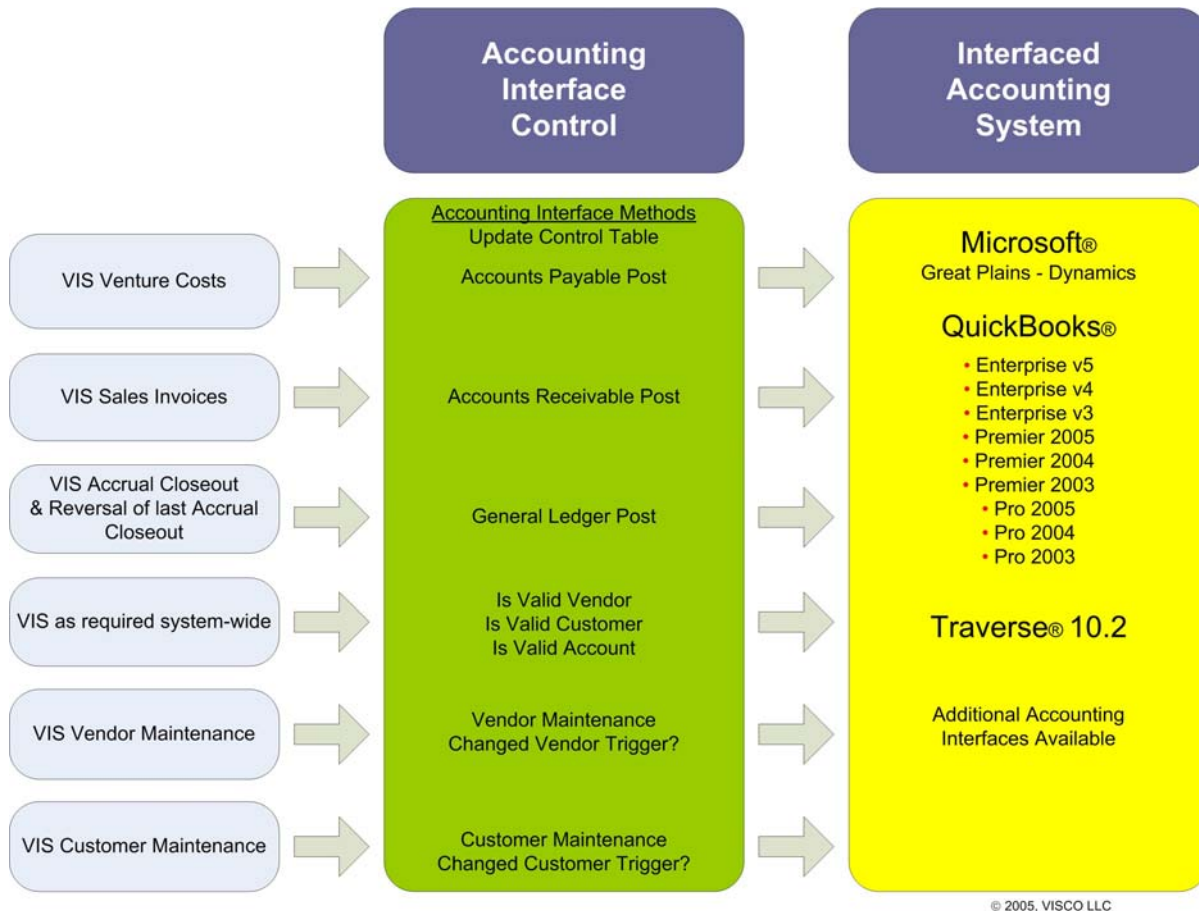 Accounting
Interface
Control
Interfaced
Accounting
System
VIS Venture Costs
VIS Sales Invoices
VIS Accrual Closeout
& Reversal of last Accrual
Closeout
VIS as required system-wide
VIS Vendor Maintenance
VIS Customer Maintenance
Accounting Interface Methods
Update Control Table
Accounts Payable Post
Accounts Receivable Post
General Ledger Post
Is Valid Vendor
Is Valid Customer
Is Valid Account
Vendor Maintenance
Changed Vendor Trigger?
Customer Maintenance
Changed Customer Trigger?
Microsoft®
Great Plains - Dynamics
QuickBooks®
• Enterprise v5
• Enterprise v4
• Enterprise v3
• Premier 2005
• Premier 2004
• Premier 2003
• Pro 2005
• Pro 2004
• Pro 2003
Traverse® 10.2
Additional Accounting
Interfaces Available
© 2005, VISCO LLC